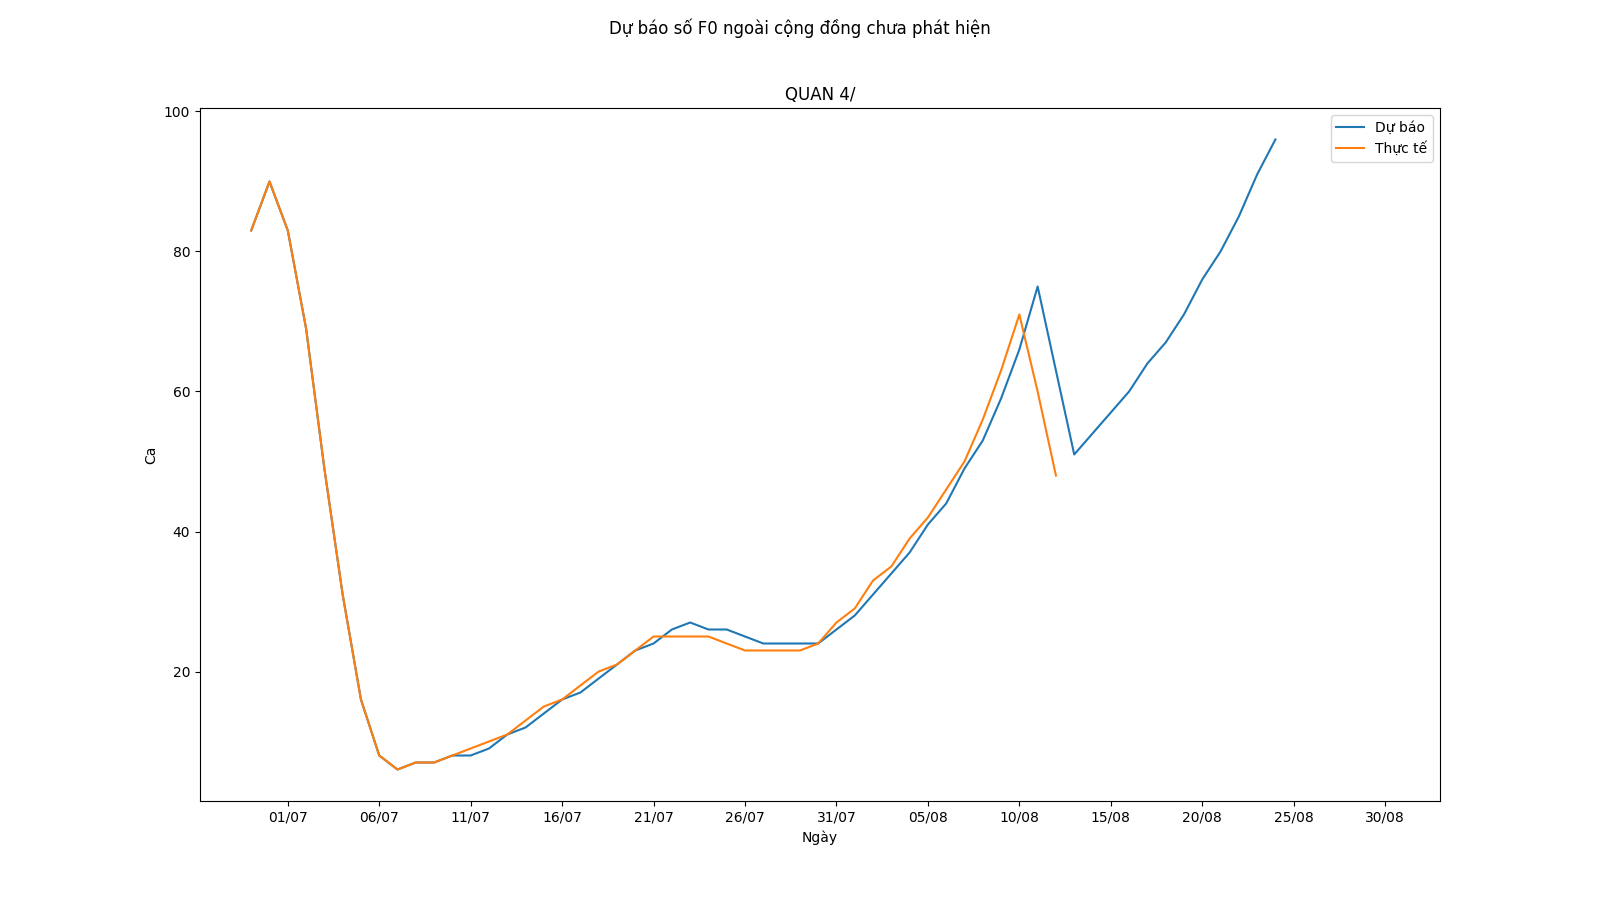 Dự báo số F0 ngoài cộng đồng chưa phát hiện
QUAN 4/
Dự báo
Thực tế
100
80
60
40
20
Ca
01/07 06/07 11/07 16/07 21/07 26/07 31/07 05/08 10/08 15/08 20/08 25/08 30/08
Ngày